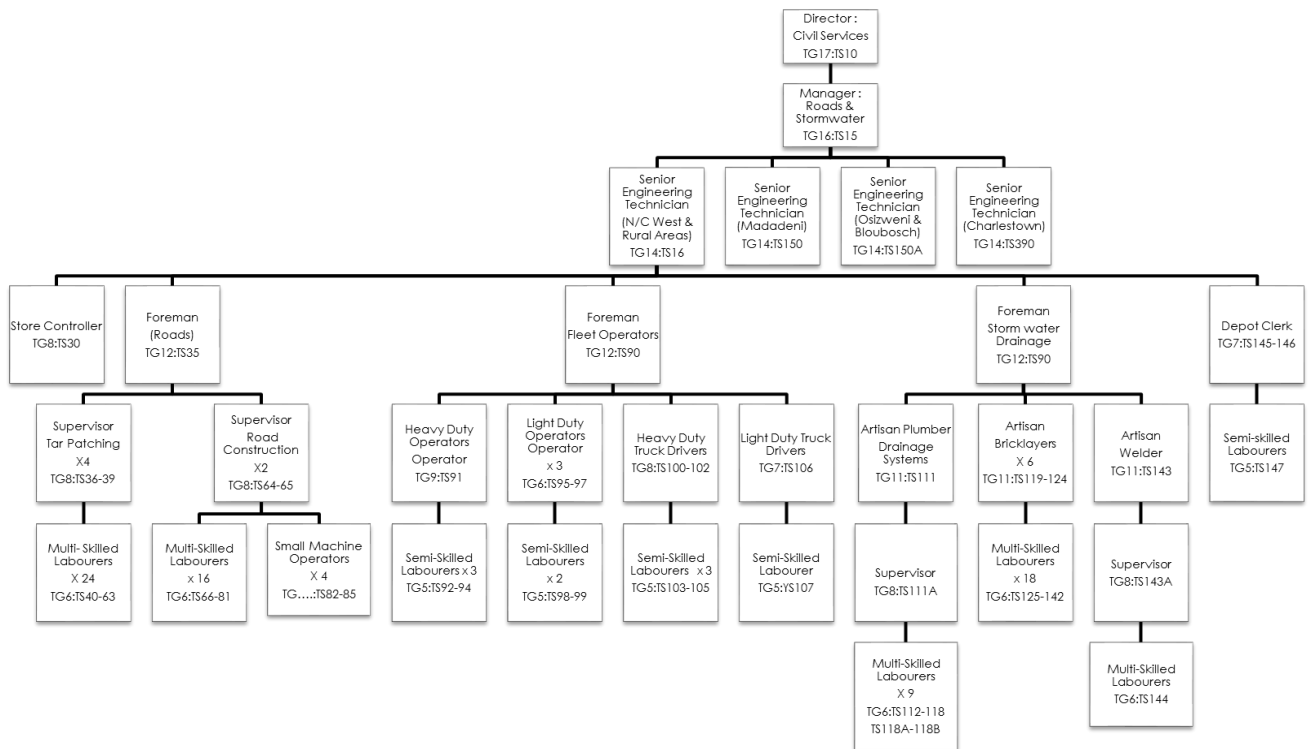 Director :
Civil Services
TG17:TS10
Manager :
Roads &
Stormwater
TG16:TS15
Senior
Engineering
Technician
(N/C West &
Rural Areas)
TG14:TS16
Senior
Engineering
Technician
(Madadeni)
TG14:TS150
Senior
Engineering
Technician
(Osizweni &
Bloubosch)
TG14:TS150A
Senior
Engineering
Technician
(Charlestown)
TG14:TS390
Store Controller
TG8:TS30
Foreman
(Roads)
TG12:TS35
Foreman
Fleet Operators
TG12:TS90
Foreman
Storm water
Drainage
TG12:TS90
Depot Clerk
TG7:TS145-146
Supervisor
Tar Patching
X4
TG8:TS36-39
Supervisor
Road
Construction
X2
TG8:TS64-65
Heavy Duty
Operators
Operator
TG9:TS91
Light Duty
Operators
Operator
x 3
TG6:TS95-97
Heavy Duty
Truck Drivers
TG8:TS100-102
Light Duty Truck
Drivers
TG7:TS106
Artisan Plumber
Drainage
Systems
TG11:TS111
Artisan
Bricklayers
X 6
TG11:TS119-124
Artisan
Welder
TG11:TS143
Semi-skilled
Labourers
TG5:TS147
Multi- Skilled
Labourers
X 24
TG6:TS40-63
Multi-Skilled
Labourers
x 16
TG6:TS66-81
Small Machine
Operators
X 4
TG....:TS82-85
Semi-Skilled
Labourers x 3
TG5:TS92-94
Semi-Skilled
Labourers
x 2
TG5:TS98-99
Semi-Skilled
Labourers x 3
TG5:TS103-105
Semi-Skilled
Labourer
TG5:YS107
Supervisor
TG8:TS111A
Multi-Skilled
Labourers
x 18
TG6:TS125-142
Supervisor
TG8:TS143A
Multi-Skilled
Labourers
X 9
TG6:TS112-118
TS118A-118B
Multi-Skilled
Labourers
TG6:TS144